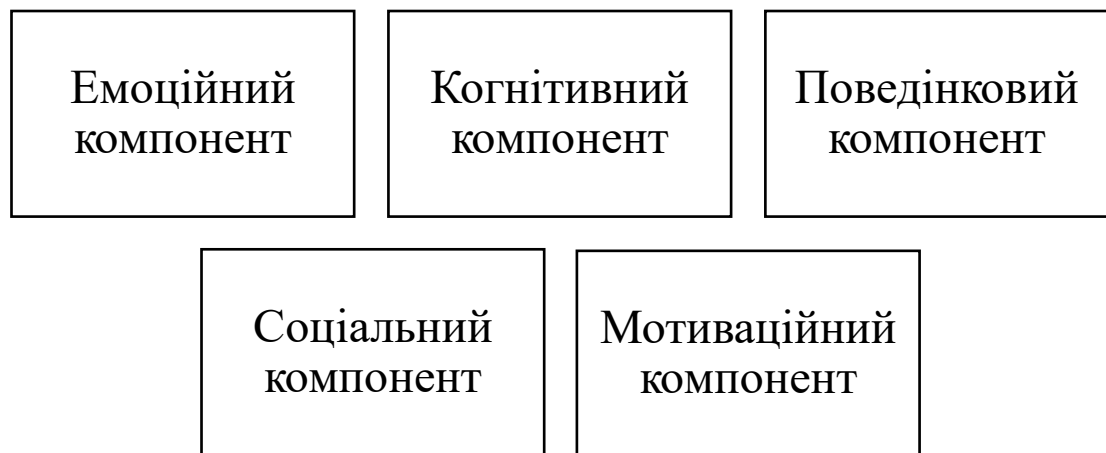 Емоційний
компонент
Когнітивний
компонент
Поведінковий
компонент
Соціальний
компонент
Мотиваційний
компонент